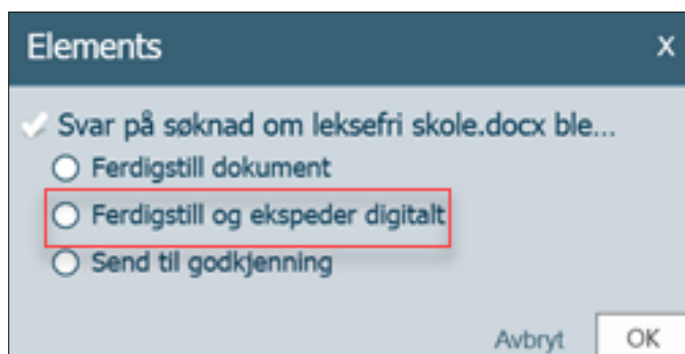 Elements X
Svar på søknad om leksefri skole.docx ble...
Ferdigstill dokument
Ferdigstill og ekspeder digitalt
Send til godkjenning
Avbryt OK